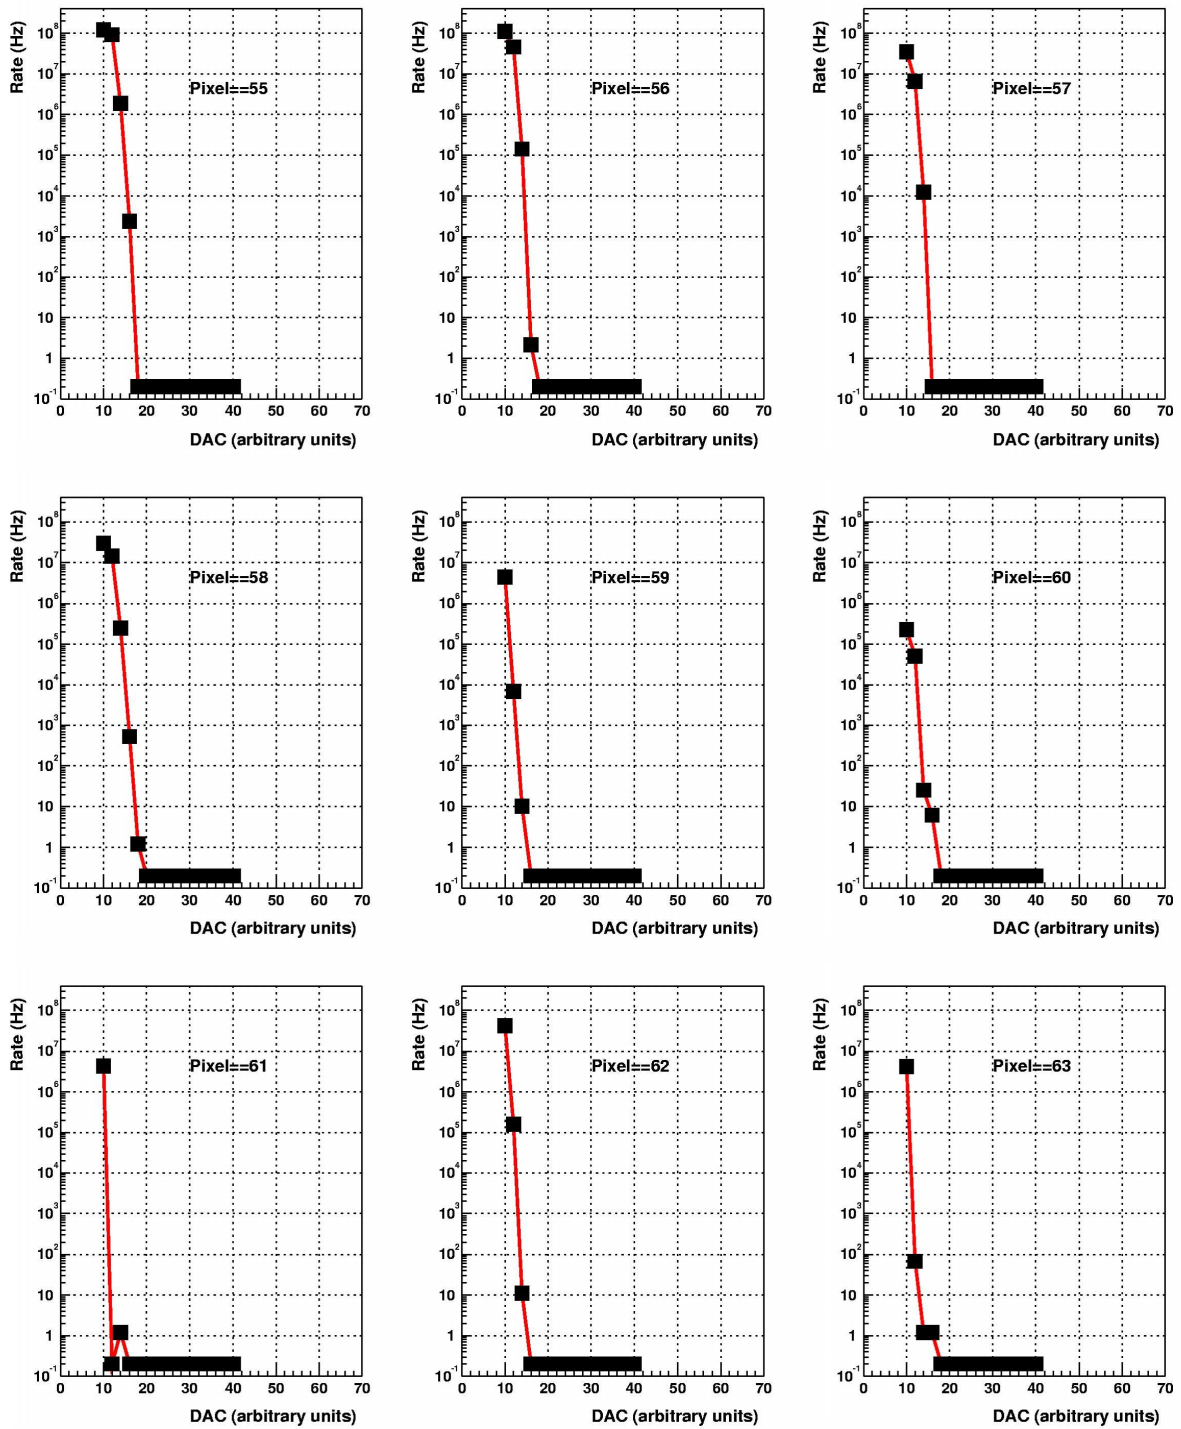 Rate (Hz)
10⁸
10⁷
10⁶
10⁵
10⁴
10³
10²
10
1
10⁻¹
Pixel==55
0 10 20 30 40 50 60 70
DAC (arbitrary units)
Rate (Hz)
10⁸
10⁷
10⁶
10⁵
10⁴
10³
10²
10
1
10⁻¹
Pixel==56
0 10 20 30 40 50 60 70
DAC (arbitrary units)
Rate (Hz)
10⁸
10⁷
10⁶
10⁵
10⁴
10³
10²
10
1
10⁻¹
Pixel==57
0 10 20 30 40 50 60 70
DAC (arbitrary units)
Rate (Hz)
10⁸
10⁷
10⁶
10⁵
10⁴
10³
10²
10
1
10⁻¹
Pixel==58
0 10 20 30 40 50 60 70
DAC (arbitrary units)
Rate (Hz)
10⁸
10⁷
10⁶
10⁵
10⁴
10³
10²
10
1
10⁻¹
Pixel==59
0 10 20 30 40 50 60 70
DAC (arbitrary units)
Rate (Hz)
10⁸
10⁷
10⁶
10⁵
10⁴
10³
10²
10
1
10⁻¹
Pixel==60
0 10 20 30 40 50 60 70
DAC (arbitrary units)
Rate (Hz)
10⁸
10⁷
10⁶
10⁵
10⁴
10³
10²
10
1
10⁻¹
Pixel==61
0 10 20 30 40 50 60 70
DAC (arbitrary units)
Rate (Hz)
10⁸
10⁷
10⁶
10⁵
10⁴
10³
10²
10
1
10⁻¹
Pixel==62
0 10 20 30 40 50 60 70
DAC (arbitrary units)
Rate (Hz)
10⁸
10⁷
10⁶
10⁵
10⁴
10³
10²
10
1
10⁻¹
Pixel==63
0 10 20 30 40 50 60 70
DAC (arbitrary units)